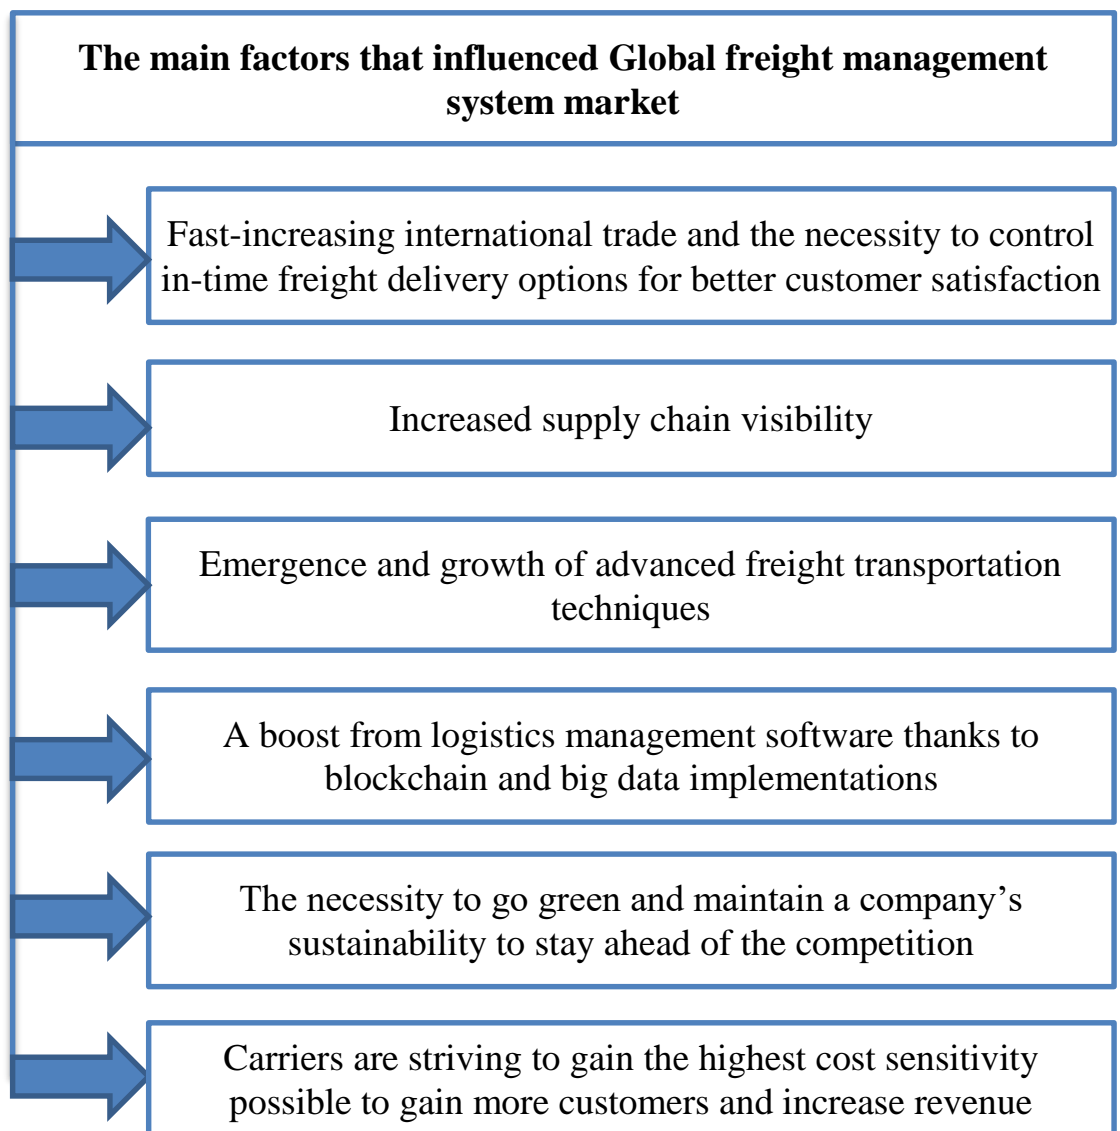 The main factors that influenced Global freight management
system market
Fast-increasing international trade and the necessity to control
in-time freight delivery options for better customer satisfaction
Increased supply chain visibility
Emergence and growth of advanced freight transportation
techniques
A boost from logistics management software thanks to
blockchain and big data implementations
The necessity to go green and maintain a company’s
sustainability to stay ahead of the competition
Carriers are striving to gain the highest cost sensitivity
possible to gain more customers and increase revenue